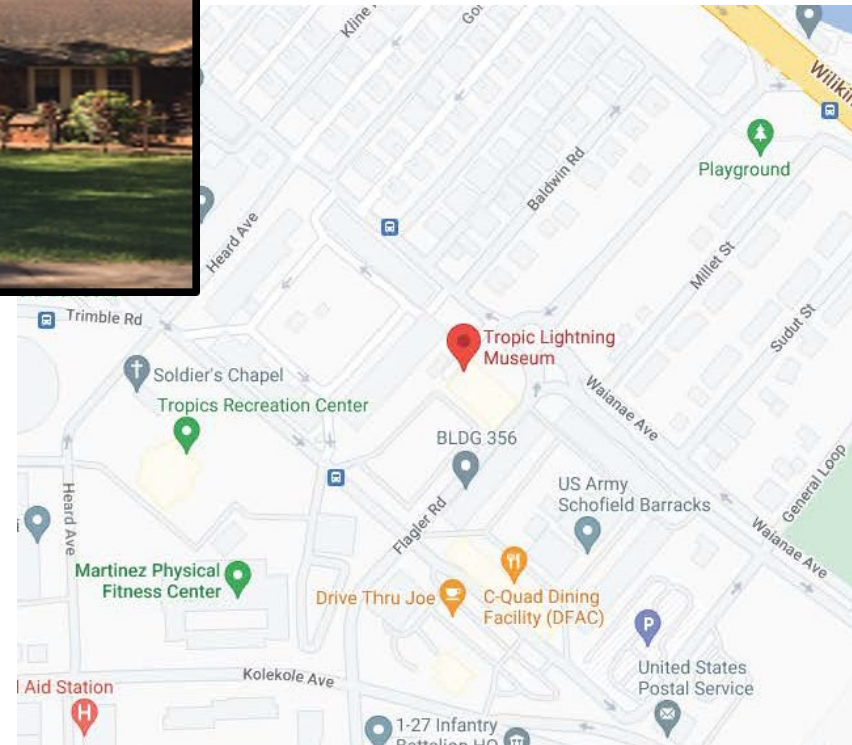 Kline
Wiliki
Baldwin Rd
Playground
Heard Ave
Millet St
Trimble Rd
Sudut St
Tropic Lightning
Museum
Soldier's Chapel
Tropics Recreation Center
Waianae Ave
BLDG 356
US Army
Schofield Barracks
General Loop
Heard Ave
Flagler Rd
Waianae Ave
Martinez Physical
Fitness Center
Drive Thru Joe
C-Quad Dining
Facility (DFAC)
P
United States
Postal Service
Kolekole Ave
Aid Station
H
1-27 Infantry
Battalion HQ